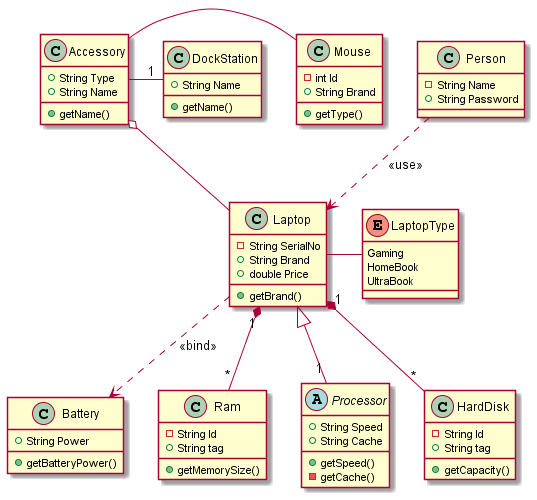 C Accessory
String Type
String Name
getName()
1
C DockStation
String Name
getName()
C Mouse
int Id
String Brand
getType()
C Person
String Name
String Password
«use»
C Laptop
String SerialNo
String Brand
double Price
getBrand()
E LaptopType
Gaming
HomeBook
UltraBook
1
1
«bind»
*
1
*
C Battery
String Power
getBatteryPower()
C Ram
String Id
String tag
getMemorySize()
A Processor
String Speed
String Cache
getSpeed()
getCache()
C HardDisk
String Id
String tag
getCapacity()